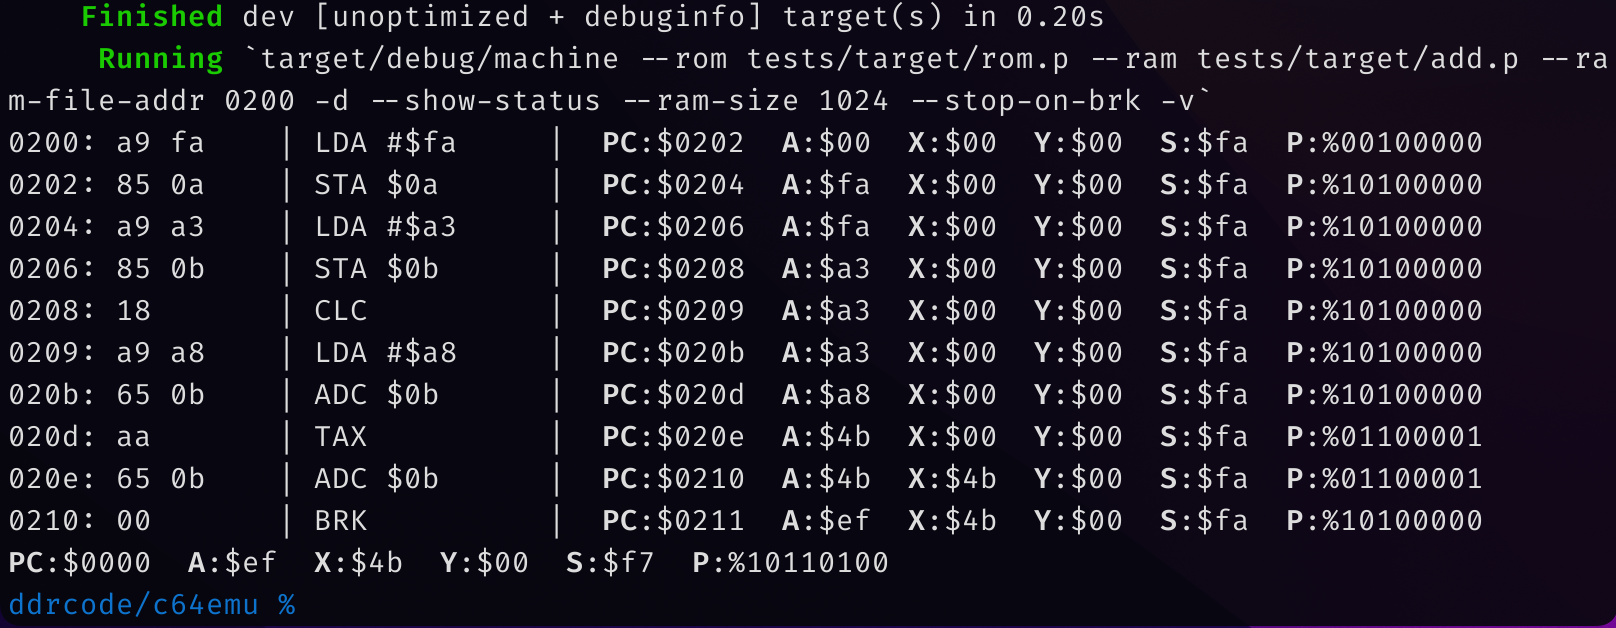 Finished dev [unoptimized + debuginfo] target(s) in 0.20s
Running `target/debug/machine --rom tests/target/rom.p --ram tests/target/add.p --ra
m-file-addr 0200 -d --show-status --ram-size 1024 --stop-on-brk -v`
0200: a9 fa | LDA #$fa | PC:$0202 A:$00 X:$00 Y:$00 S:$fa P:%00100000
0202: 85 0a | STA $0a | PC:$0204 A:$fa X:$00 Y:$00 S:$fa P:%10100000
0204: a9 a3 | LDA #$a3 | PC:$0206 A:$fa X:$00 Y:$00 S:$fa P:%10100000
0206: 85 0b | STA $0b | PC:$0208 A:$a3 X:$00 Y:$00 S:$fa P:%10100000
0208: 18 | CLC | PC:$0209 A:$a3 X:$00 Y:$00 S:$fa P:%10100000
0209: a9 a8 | LDA #$a8 | PC:$020b A:$a3 X:$00 Y:$00 S:$fa P:%10100000
020b: 65 0b | ADC $0b | PC:$020d A:$a8 X:$00 Y:$00 S:$fa P:%10100000
020d: aa | TAX | PC:$020e A:$4b X:$00 Y:$00 S:$fa P:%01100001
020e: 65 0b | ADC $0b | PC:$0210 A:$4b X:$4b Y:$00 S:$fa P:%01100001
0210: 00 | BRK | PC:$0211 A:$ef X:$4b Y:$00 S:$fa P:%10100000
PC:$0000 A:$ef X:$4b Y:$00 S:$f7 P:%10110100
ddrcode/c64emu %